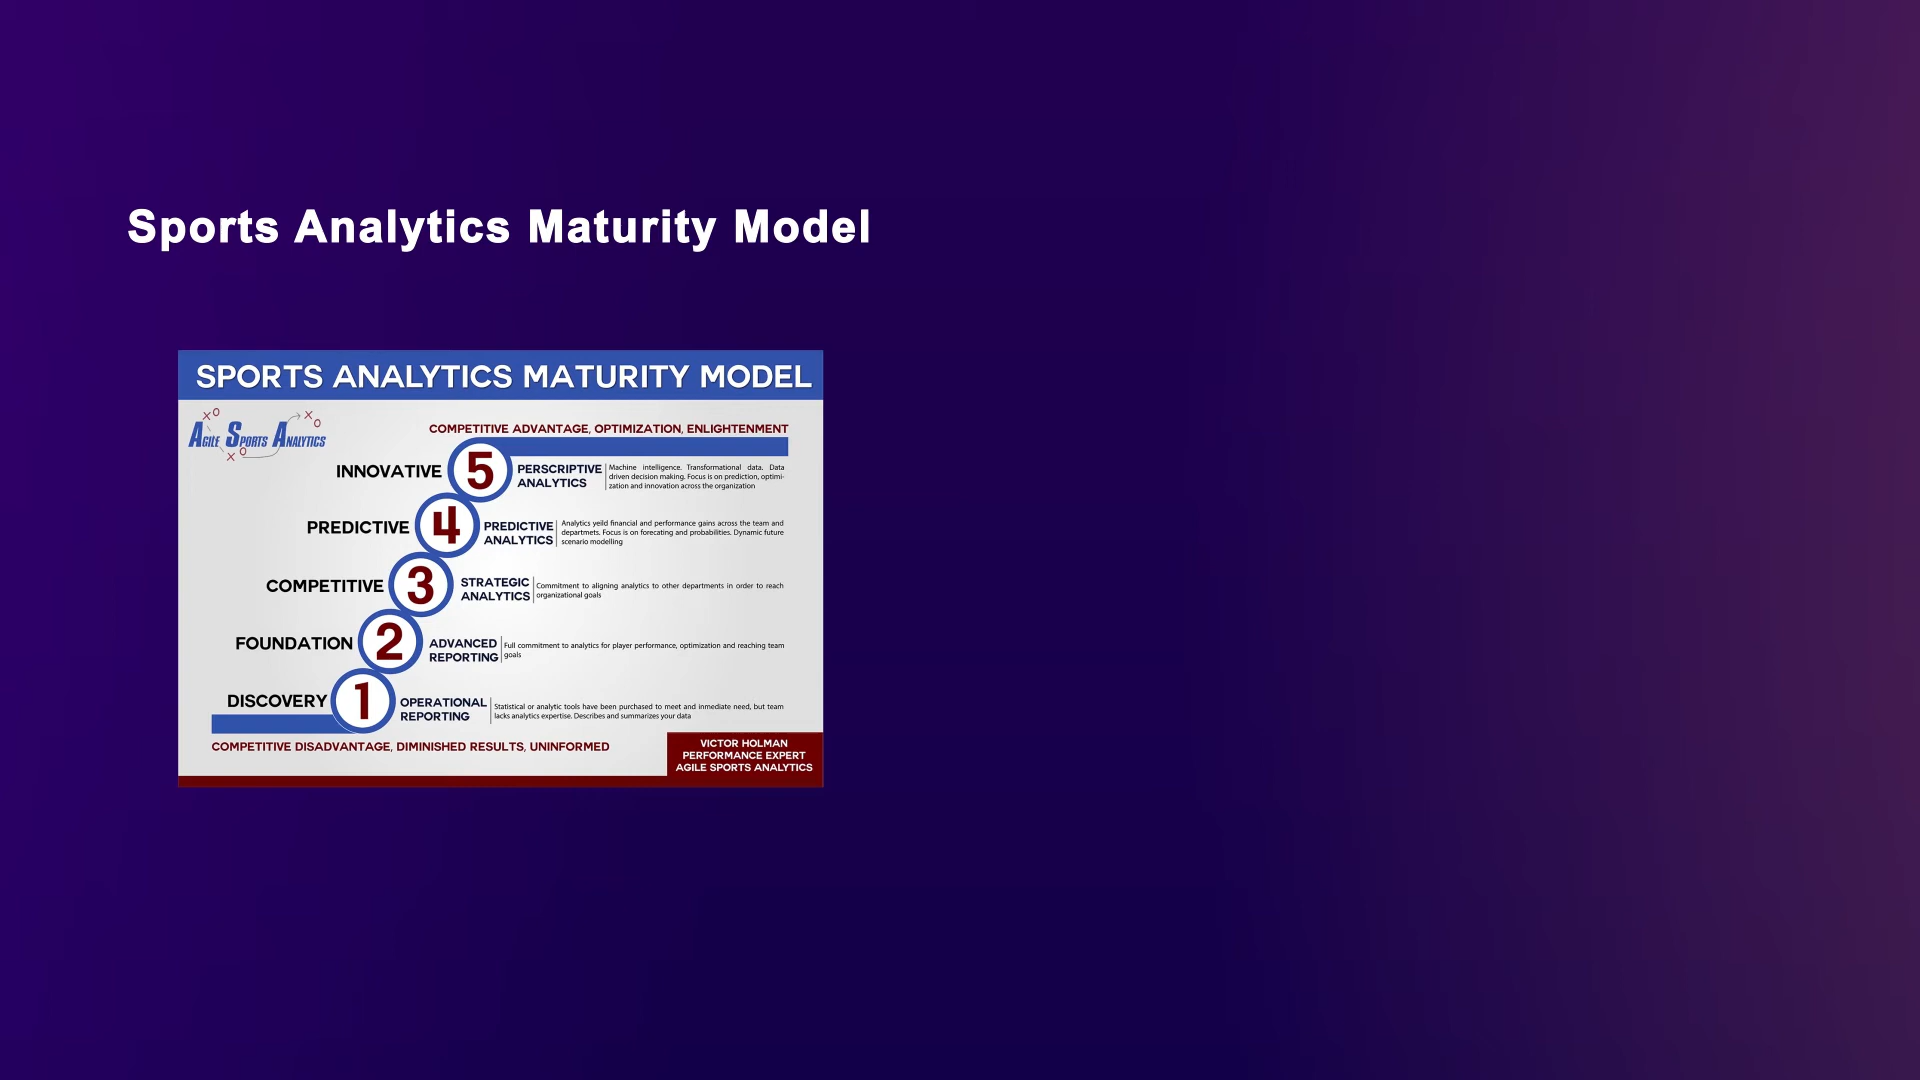 Sports Analytics Maturity Model
SPORTS ANALYTICS MATURITY MODEL
X O
X O
AGILE SPORTS ANALYTICS
X O
COMPETITIVE ADVANTAGE, OPTIMIZATION, ENLIGHTENMENT
INNOVATIVE
5
PERSCRIPTIVE
ANALYTICS
Machine intelligence. Transformational data. Data
driven decision making. Focus is on prediction, optimi-
zation and innovation across the organization
PREDICTIVE
4
PREDICTIVE
ANALYTICS
Analytics yeild financial and performance gains across the team and
departmets. Focus is on forecating and probabilities. Dynamic future
scenario modelling
COMPETITIVE
3
STRATEGIC
ANALYTICS
Commitment to aligning analytics to other departments in order to reach
organizational goals
FOUNDATION
2
ADVANCED
REPORTING
Full commitment to analytics for player performance, optimization and reaching team
goals
DISCOVERY
1
OPERATIONAL
REPORTING
Statistical or analytic tools have been purchased to meet and inmediate need, but team
lacks analytics expertise. Describes and summarizes your data
COMPETITIVE DISADVANTAGE, DIMINISHED RESULTS, UNINFORMED
VICTOR HOLMAN
PERFORMANCE EXPERT
AGILE SPORTS ANALYTICS